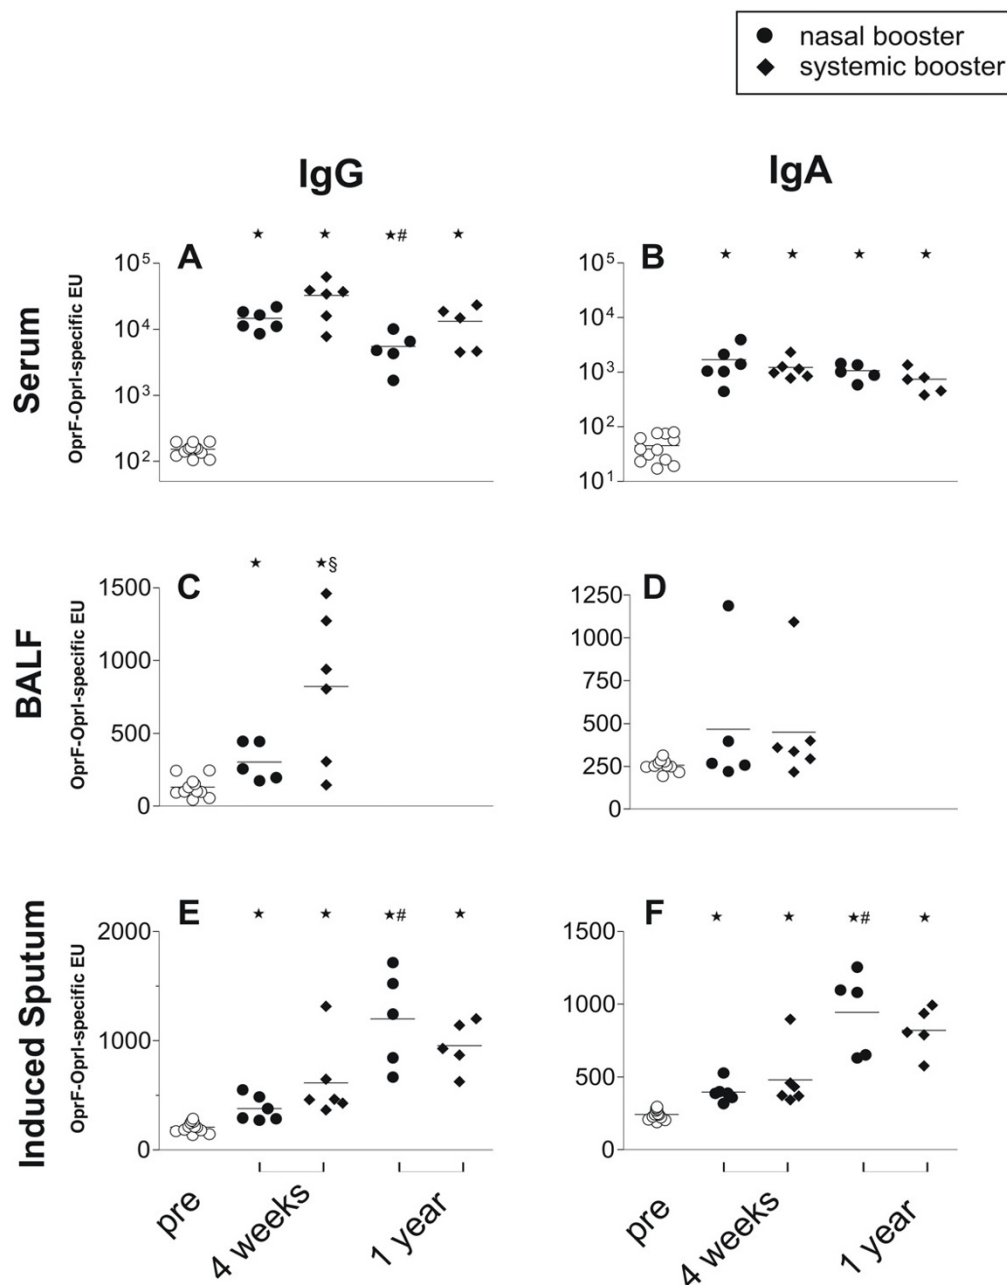 nasal booster
systemic booster
IgG
IgA
★ ★ ★# ★
★ ★ ★ ★
Serum
OprF-OprI-specific EU
A
10⁵
10⁴
10³
10²
B
10⁵
10⁴
10³
10²
10¹
★ ★§
BALF
OprF-OprI-specific EU
C
1500
1000
500
0
D
1250
1000
750
500
250
0
★ ★ ★# ★
★ ★ ★# ★
Induced Sputum
OprF-OprI-specific EU
E
2000
1000
0
F
1500
1000
500
0
pre
4 weeks
1 year
pre
4 weeks
1 year